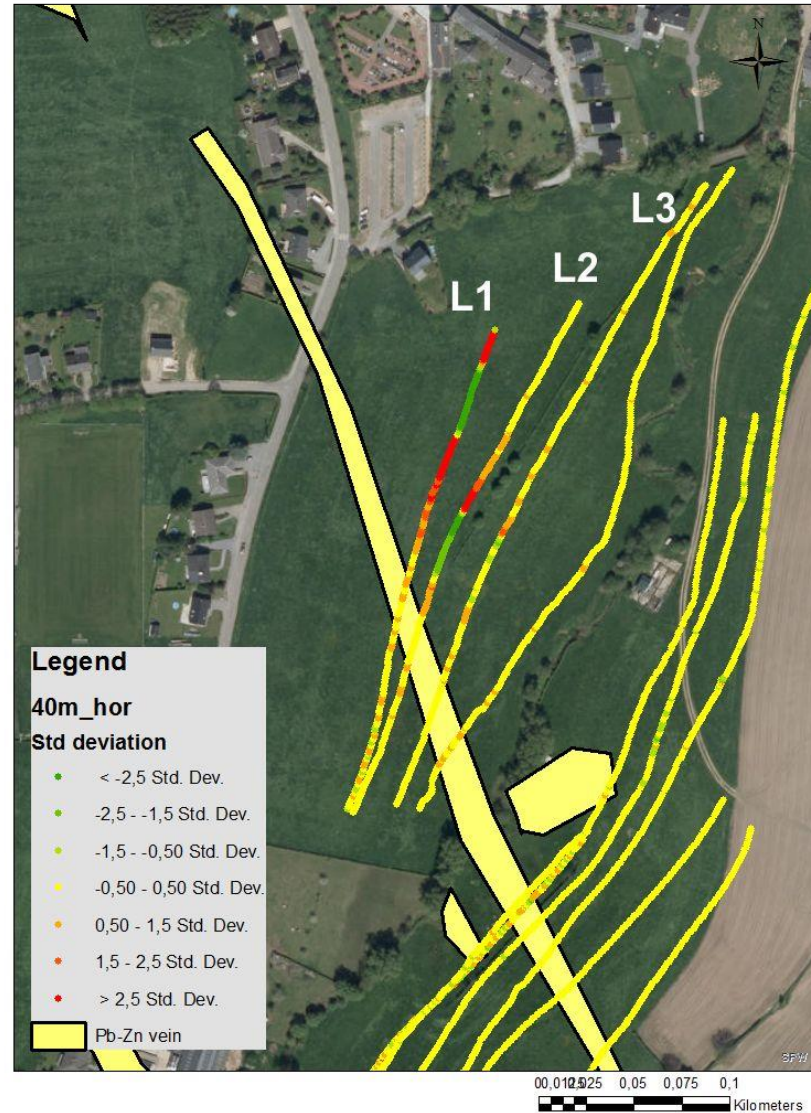 N
L3
L1
L2
Legend
40m_hor
Std deviation
< -2,5 Std. Dev.
-2,5 - -1,5 Std. Dev.
-1,5 - -0,50 Std. Dev.
-0,50 - 0,50 Std. Dev.
0,50 - 1,5 Std. Dev.
1,5 - 2,5 Std. Dev.
> 2,5 Std. Dev.
Pb-Zn vein
SPW
0,05 0,075 0,1
Kilometers